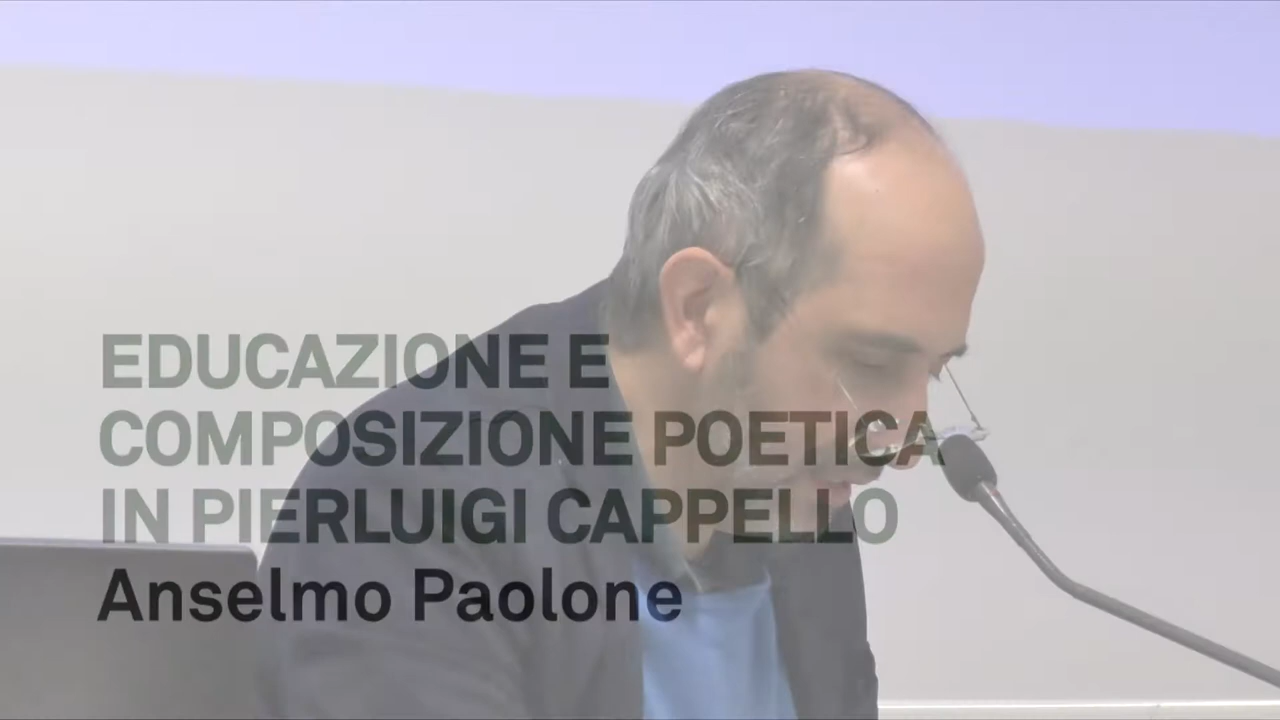 EDUCAZIONE E
COMPOSIZIONE POETICA
IN PIERLUIGI CAPPELLO
Anselmo Paolone